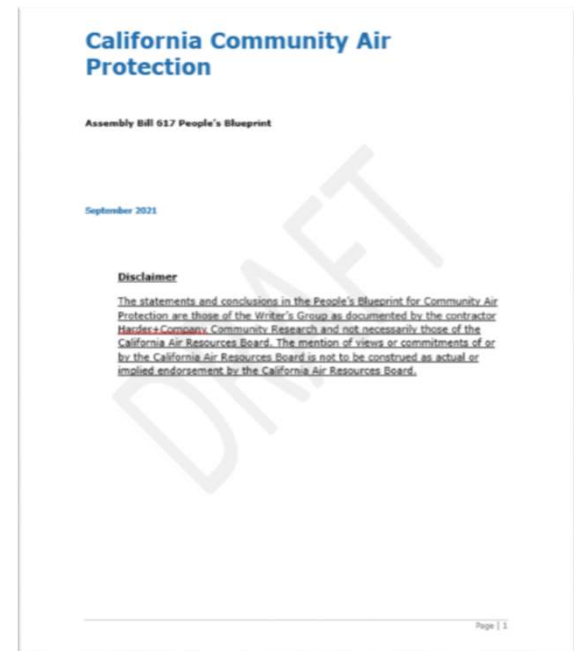 California Community Air
Protection
Assembly Bill 617 People's Blueprint
September 2021
Disclaimer
The statements and conclusions in the People's Blueprint for Community Air
Protection are those of the Writer's Group as documented by the contractor
Harder+Company Community Research and not necessarily those of the
California Air Resources Board. The mention of views or commitments of or
by the California Air Resources Board is not to be construed as actual or
implied endorsement by the California Air Resources Board.
DRAFT
Page | 1